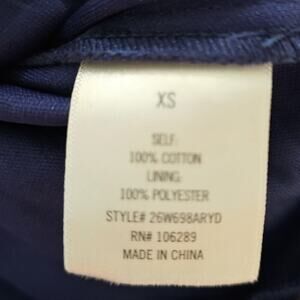 XS
SELF:
100% COTTON
LINING:
100% POLYESTER
STYLE# 26W698ARYD
RN# 106289
MADE IN CHINA